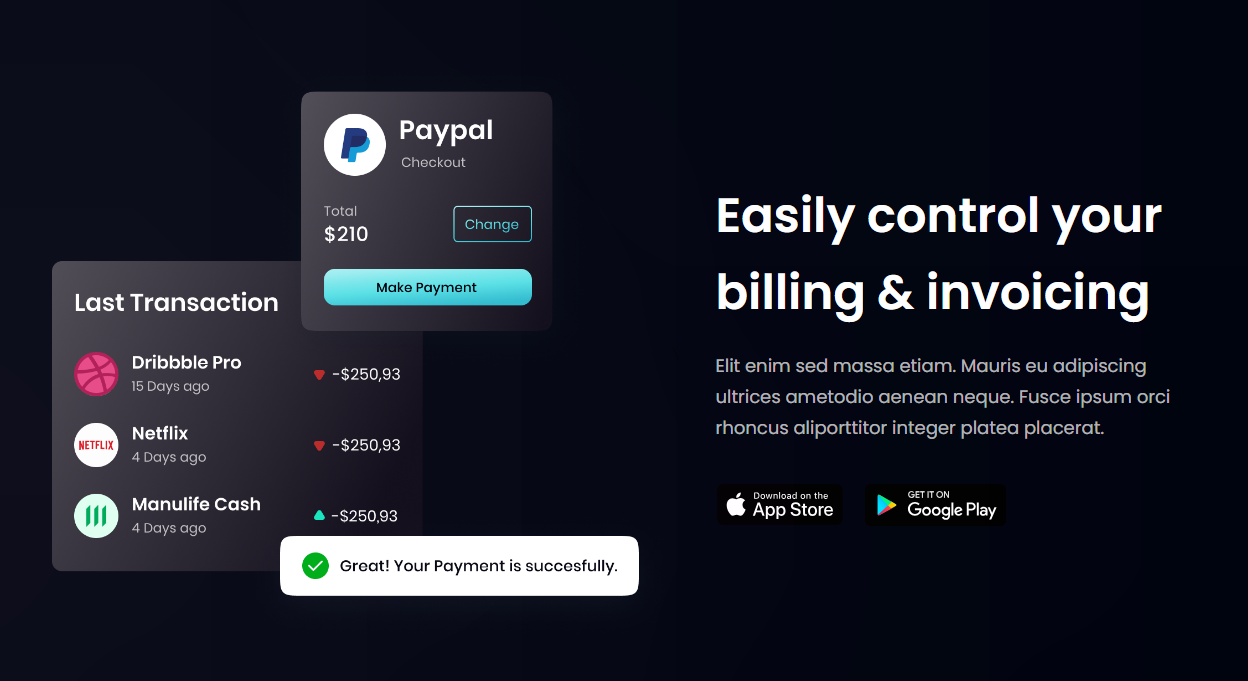 Paypal
Checkout
Total
$210
Change
Make Payment
Last Transaction
Dribbble Pro
15 Days ago
-$250,93
NETFLIX
Netflix
4 Days ago
-$250,93
Manulife Cash
4 Days ago
-$250,93
Great! Your Payment is succesfully.
Easily control your
billing & invoicing
Elit enim sed massa etiam. Mauris eu adipiscing
ultrices ametodio aenean neque. Fusce ipsum orci
rhoncus aliporttitor integer platea placerat.
Download on the
App Store
GET IT ON
Google Play